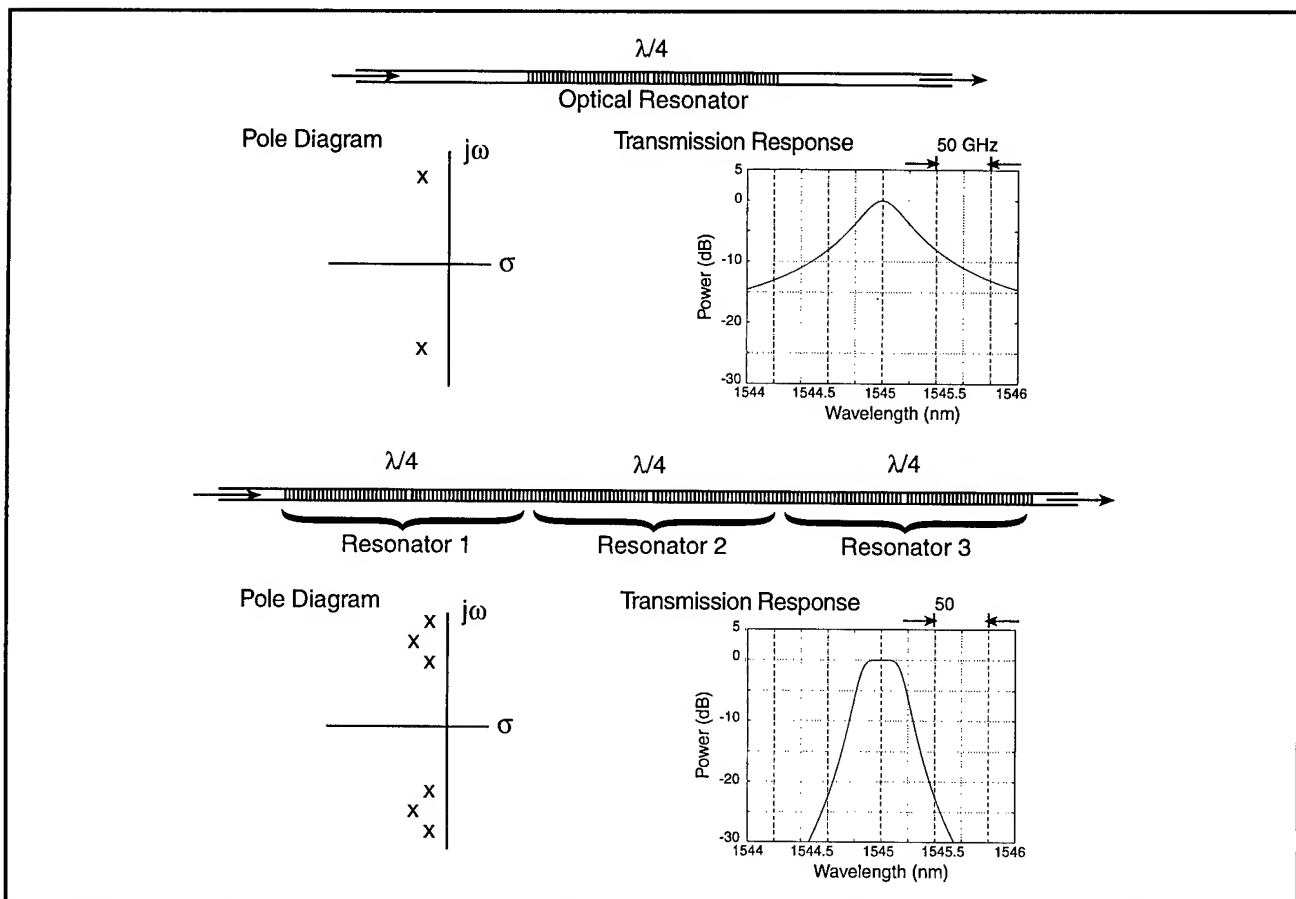 λ/4
Optical Resonator
Pole Diagram
jω
x
σ
x
Transmission Response
50 GHz
Power (dB)
5
0
-10
-20
-30
1544
1544.5
1545
1545.5
1546
Wavelength (nm)
λ/4
λ/4
λ/4
Resonator 1
Resonator 2
Resonator 3
Pole Diagram
jω
x
x
x
σ
x
x
x
Transmission Response
50
Power (dB)
5
0
-10
-20
-30
1544
1544.5
1545
1545.5
1546
Wavelength (nm)